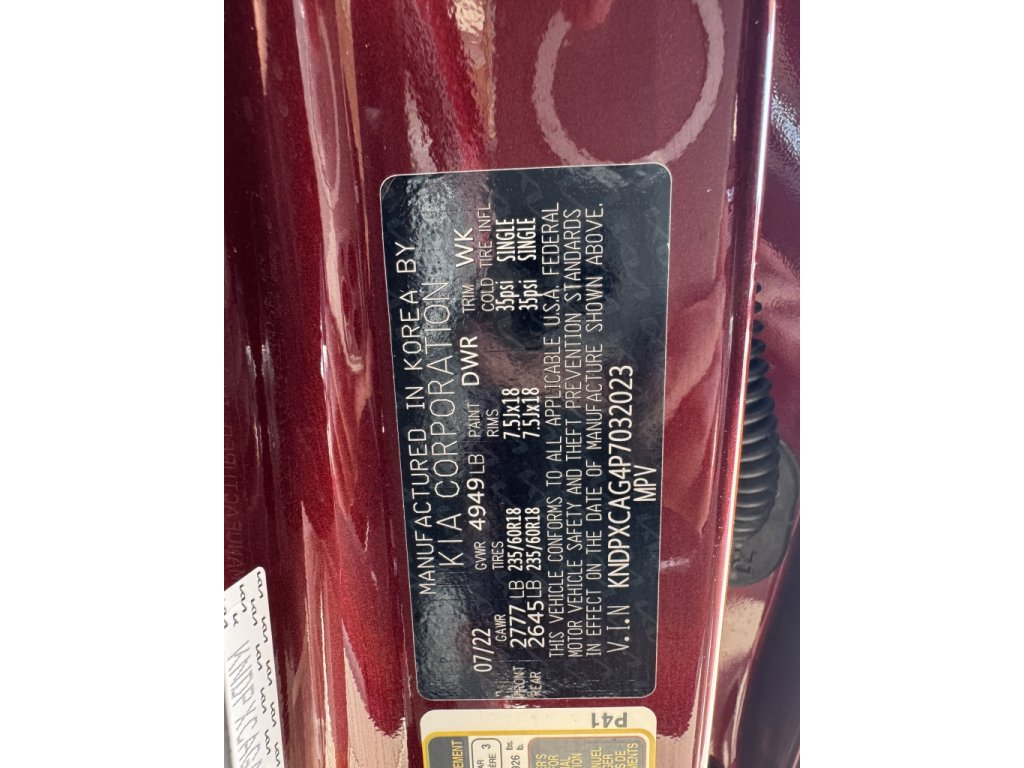 MANUFACTURED IN KOREA BY
KIA CORPORATION
07/22 GVWR 4949LB PAINT DWR TRIM WK
GAWR TIRES RIMS COLD TIRE INFL.
FRONT 2777LB 235/60R18 7.5Jx18 35psi SINGLE
REAR 2645LB 235/60R18 7.5Jx18 35psi SINGLE
THIS VEHICLE CONFORMS TO ALL APPLICABLE U.S.A. FEDERAL
MOTOR VEHICLE SAFETY AND THEFT PREVENTION STANDARDS
IN EFFECT ON THE DATE OF MANUFACTURE SHOWN ABOVE.
V.I.N KNDPXCAG4P7032023
MPV
P41